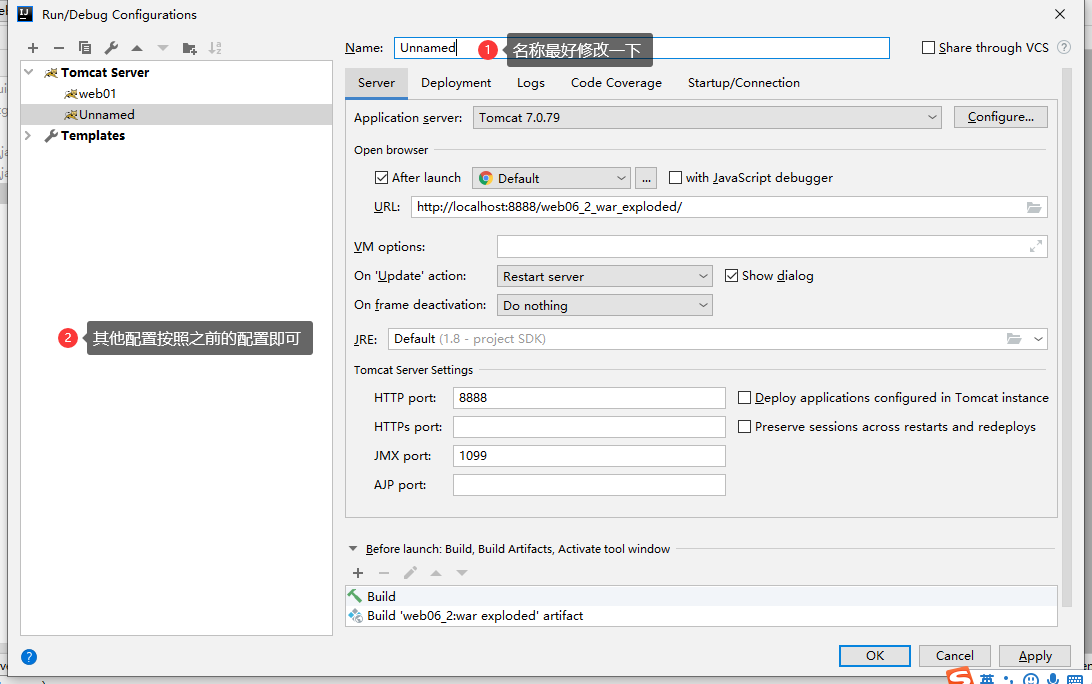 Run/Debug Configurations
Name: Unnamed
1 名称最好修改一下
Share through VCS ?
Tomcat Server
web01
Unnamed
Templates
2 其他配置按照之前的配置即可
Server Deployment Logs Code Coverage Startup/Connection
Application server: Tomcat 7.0.79 Configure...
Open browser
After launch Default ... with JavaScript debugger
URL: http://localhost:8888/web06_2_war_exploded/
VM options:
On 'Update' action: Restart server Show dialog
On frame deactivation: Do nothing
JRE: Default (1.8 - project SDK)
Tomcat Server Settings
HTTP port: 8888 Deploy applications configured in Tomcat instance
HTTPs port: Preserve sessions across restarts and redeploys
JMX port: 1099
AJP port:
Before launch: Build, Build Artifacts, Activate tool window
Build
Build 'web06_2:war exploded' artifact
? OK Cancel Apply
英